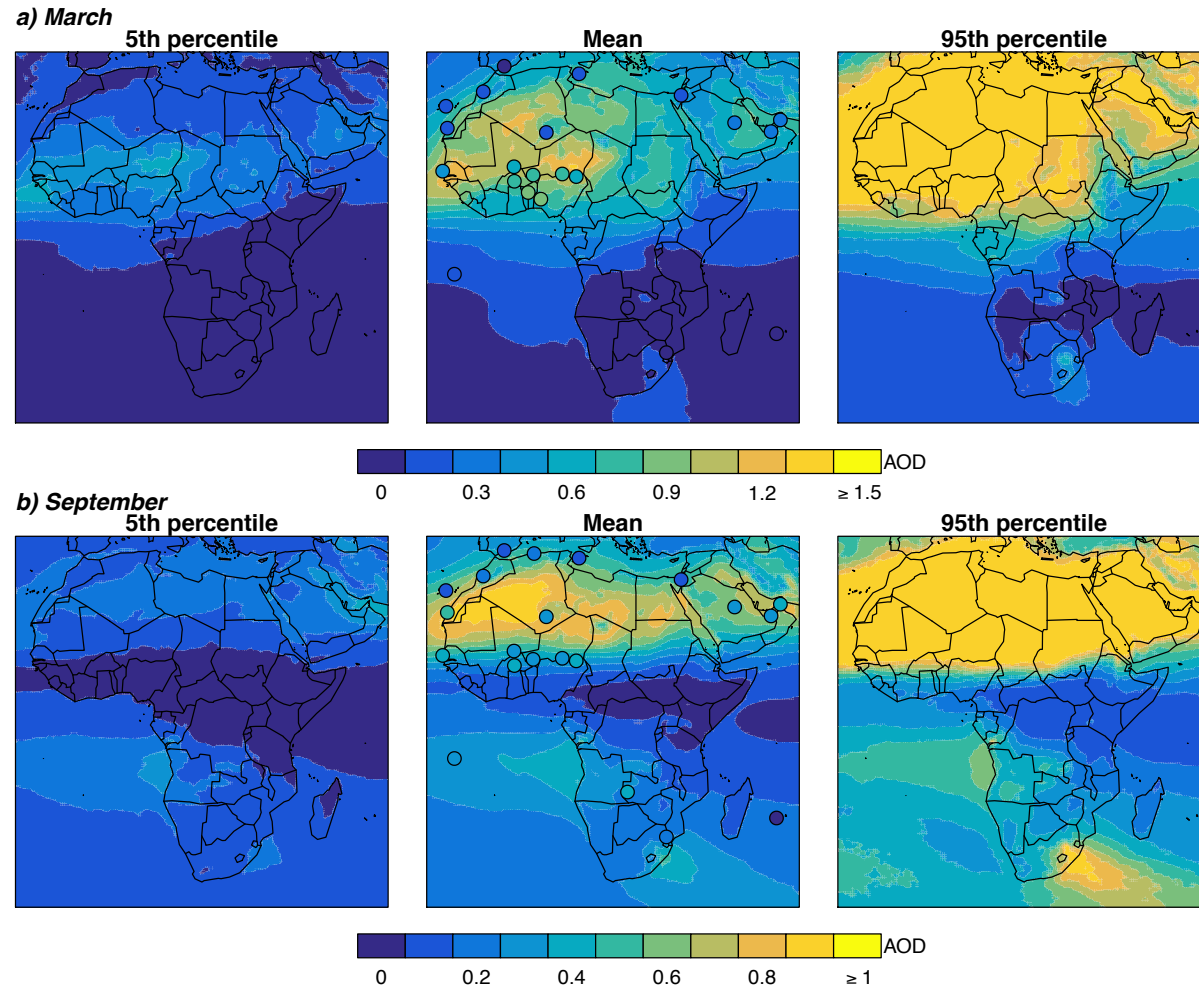 a) March
5th percentile Mean 95th percentile
0 0.3 0.6 0.9 1.2 ≥ 1.5 AOD
b) September
5th percentile Mean 95th percentile
0 0.2 0.4 0.6 0.8 ≥ 1 AOD